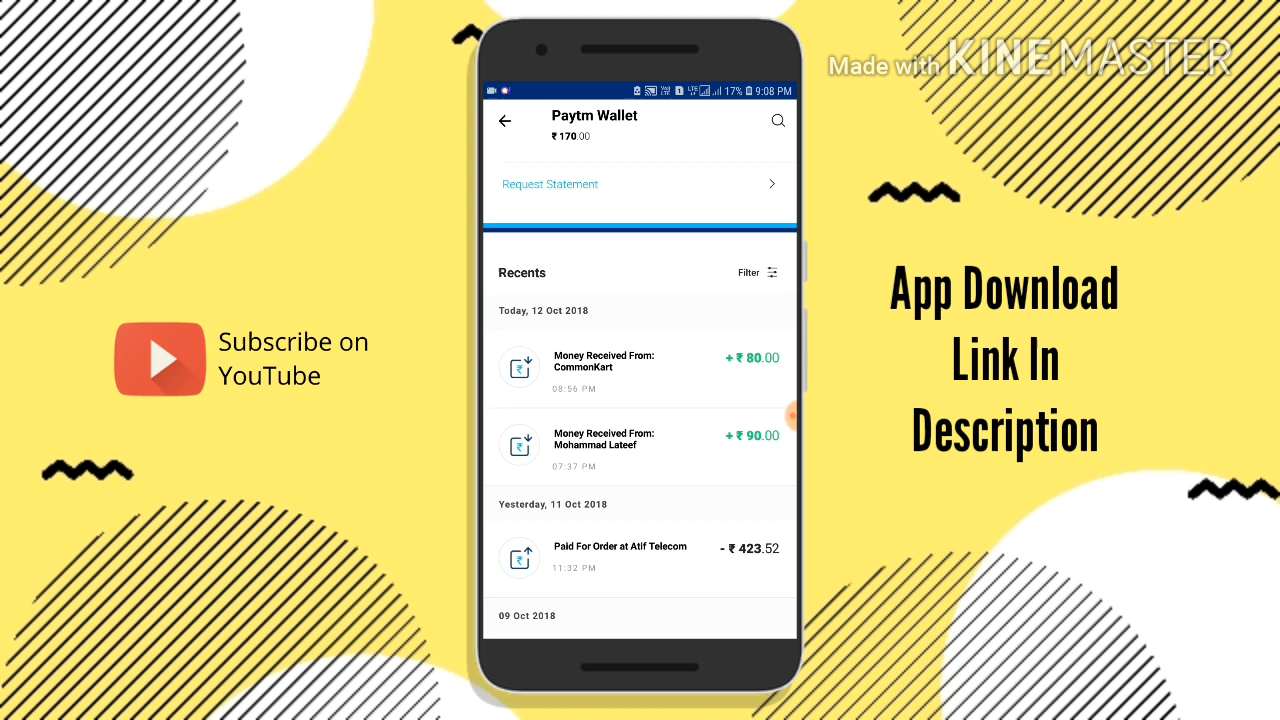 Made with KINEMASTER
17% 9:08 PM
Paytm Wallet
₹ 170.00
Request Statement
Recents
Filter
Today, 12 Oct 2018
Money Received From:
CommonKart
+ ₹ 80.00
08:56 PM
Money Received From:
Mohammad Lateef
+ ₹ 90.00
07:37 PM
Yesterday, 11 Oct 2018
Paid For Order at Atif Telecom
- ₹ 423.52
11:32 PM
09 Oct 2018
Subscribe on
YouTube
App Download
Link In
Description